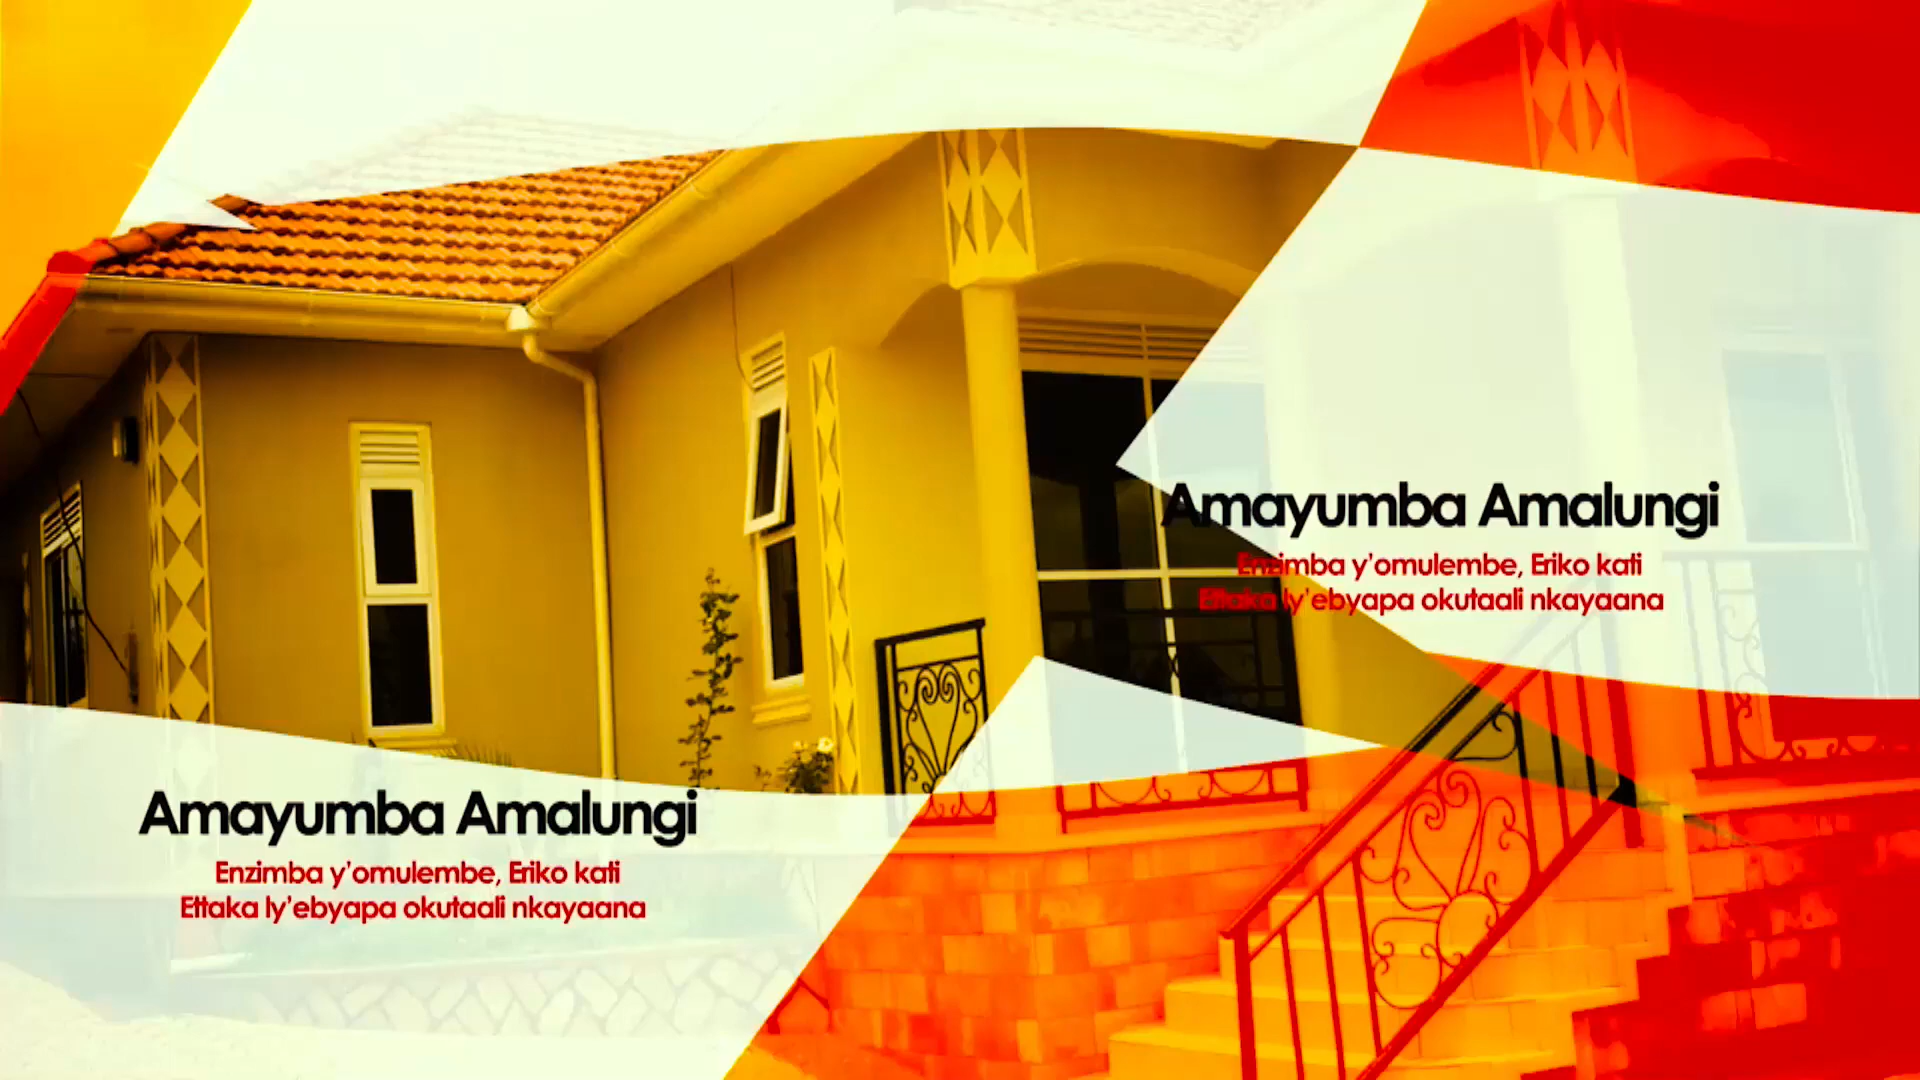 Amayumba Amalungi
Enzimba y'omulembe, Eriko kati
Ettaka ly'ebyapa okutaali nkayaana
Amayumba Amalungi
Enzimba y'omulembe, Eriko kati
Ettaka ly'ebyapa okutaali nkayaana